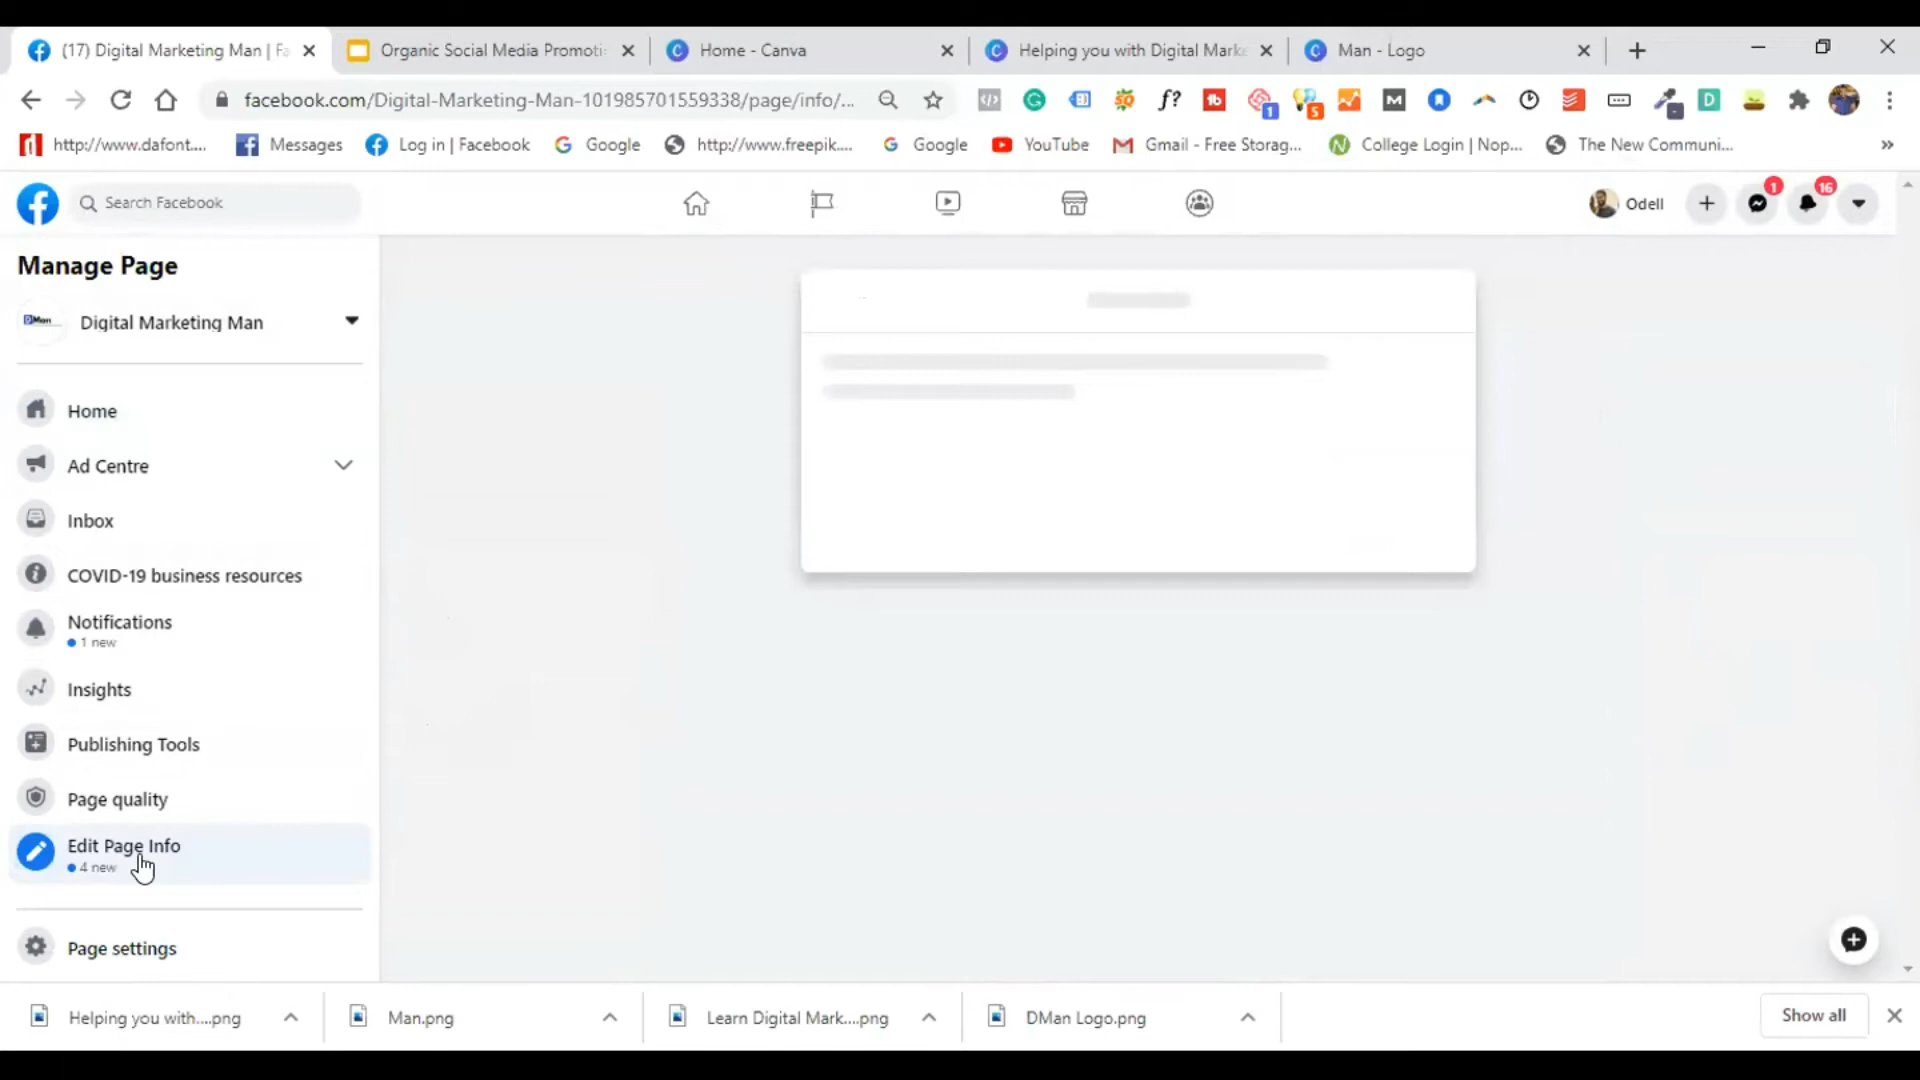 (17) Digital Marketing Man | Fa
Organic Social Media Promoti
Home - Canva
Helping you with Digital Marke
Man - Logo
facebook.com/Digital-Marketing-Man-101985701559338/page/info/...
f?
1
5
M
D
http://www.dafont....
Messages
Log in | Facebook
Google
http://www.freepik....
Google
YouTube
Gmail - Free Storag...
College Login | Nop...
The New Communi...
Search Facebook
Odell
1
16
Manage Page
DMan
Digital Marketing Man
Home
Ad Centre
Inbox
COVID-19 business resources
Notifications
1 new
Insights
Publishing Tools
Page quality
Edit Page Info
4 new
Page settings
Helping you with....png
Man.png
Learn Digital Mark....png
DMan Logo.png
Show all